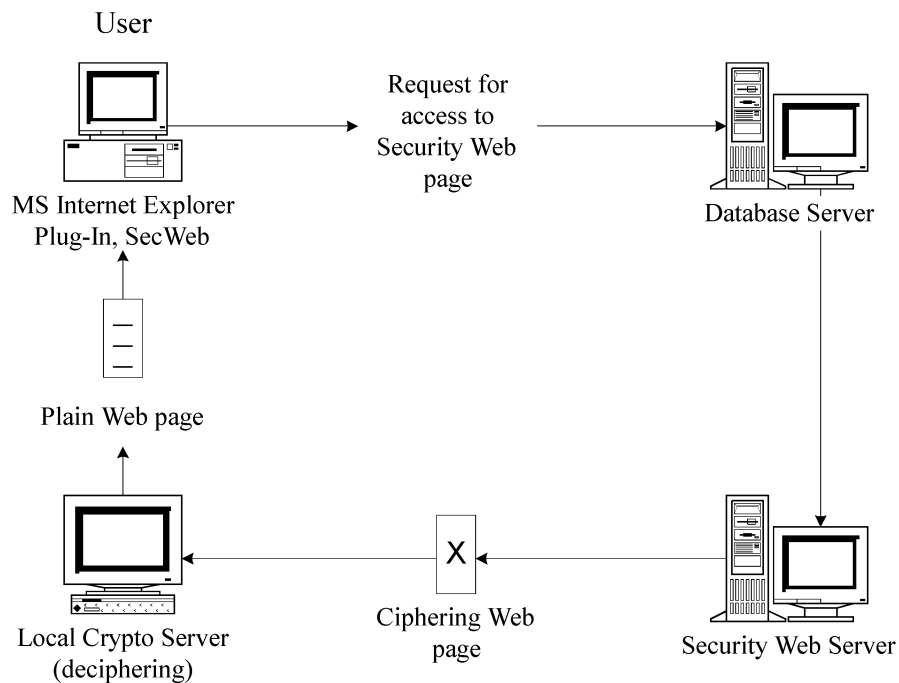 User
Request for
access to
Security Web
page
MS Internet Explorer
Plug-In, SecWeb
Database Server
Plain Web page
X
Ciphering Web
page
Local Crypto Server
(deciphering)
Security Web Server